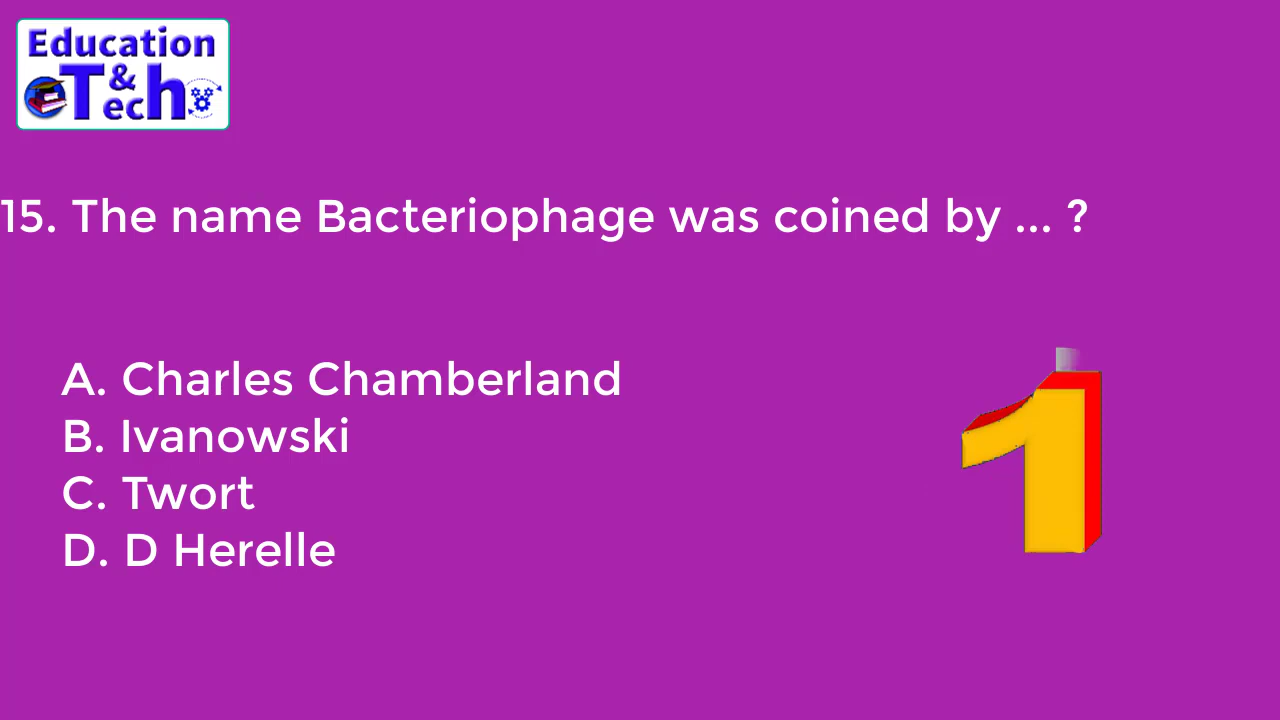 Education
&
Tech
15. The name Bacteriophage was coined by ... ?
A. Charles Chamberland
B. Ivanowski
C. Twort
D. D Herelle
1